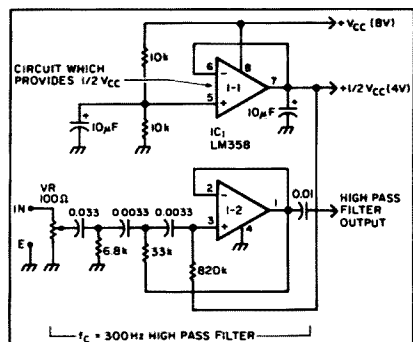 +VCC (8V)
10k
8
6
7
CIRCUIT WHICH
PROVIDES 1/2 VCC
1-1
+1/2 VCC(4V)
5
+
10µF
10k
IC1
LM358
+
10µF
VR
100Ω
2
0.01
IN
0.033
0.0033
0.0033
1-2
1
HIGH PASS
FILTER
OUTPUT
3
+
4
E
6.8k
33k
820k
fC = 300Hz HIGH PASS FILTER